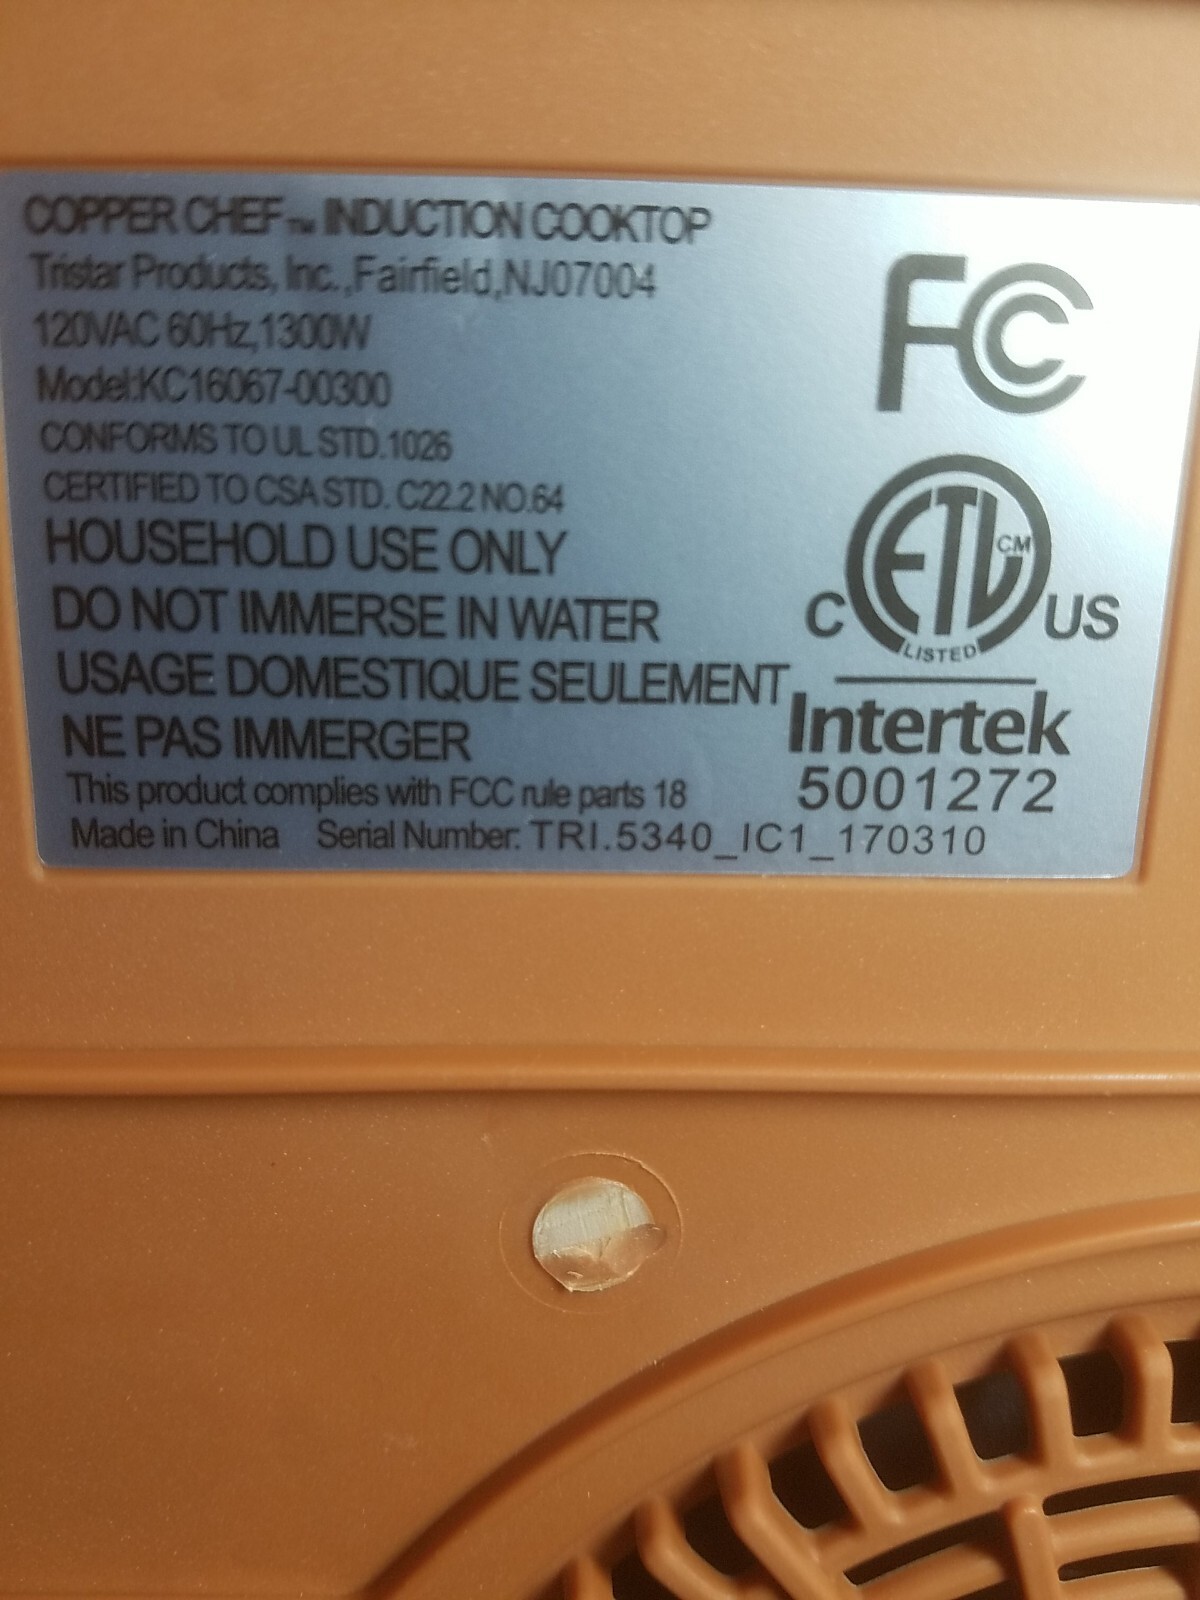 COPPER CHEF™ INDUCTION COOKTOP
Tristar Products, Inc.,Fairfield,NJ07004
120VAC 60Hz,1300W
Model:KC16067-00300
CONFORMS TO UL STD.1026
CERTIFIED TO CSA STD. C22.2 NO.64
HOUSEHOLD USE ONLY
DO NOT IMMERSE IN WATER
USAGE DOMESTIQUE SEULEMENT
NE PAS IMMERGER
This product complies with FCC rule parts 18
Made in China Serial Number: TRI.5340_IC1_170310
FC
C ETL CM US
LISTED
Intertek
5001272